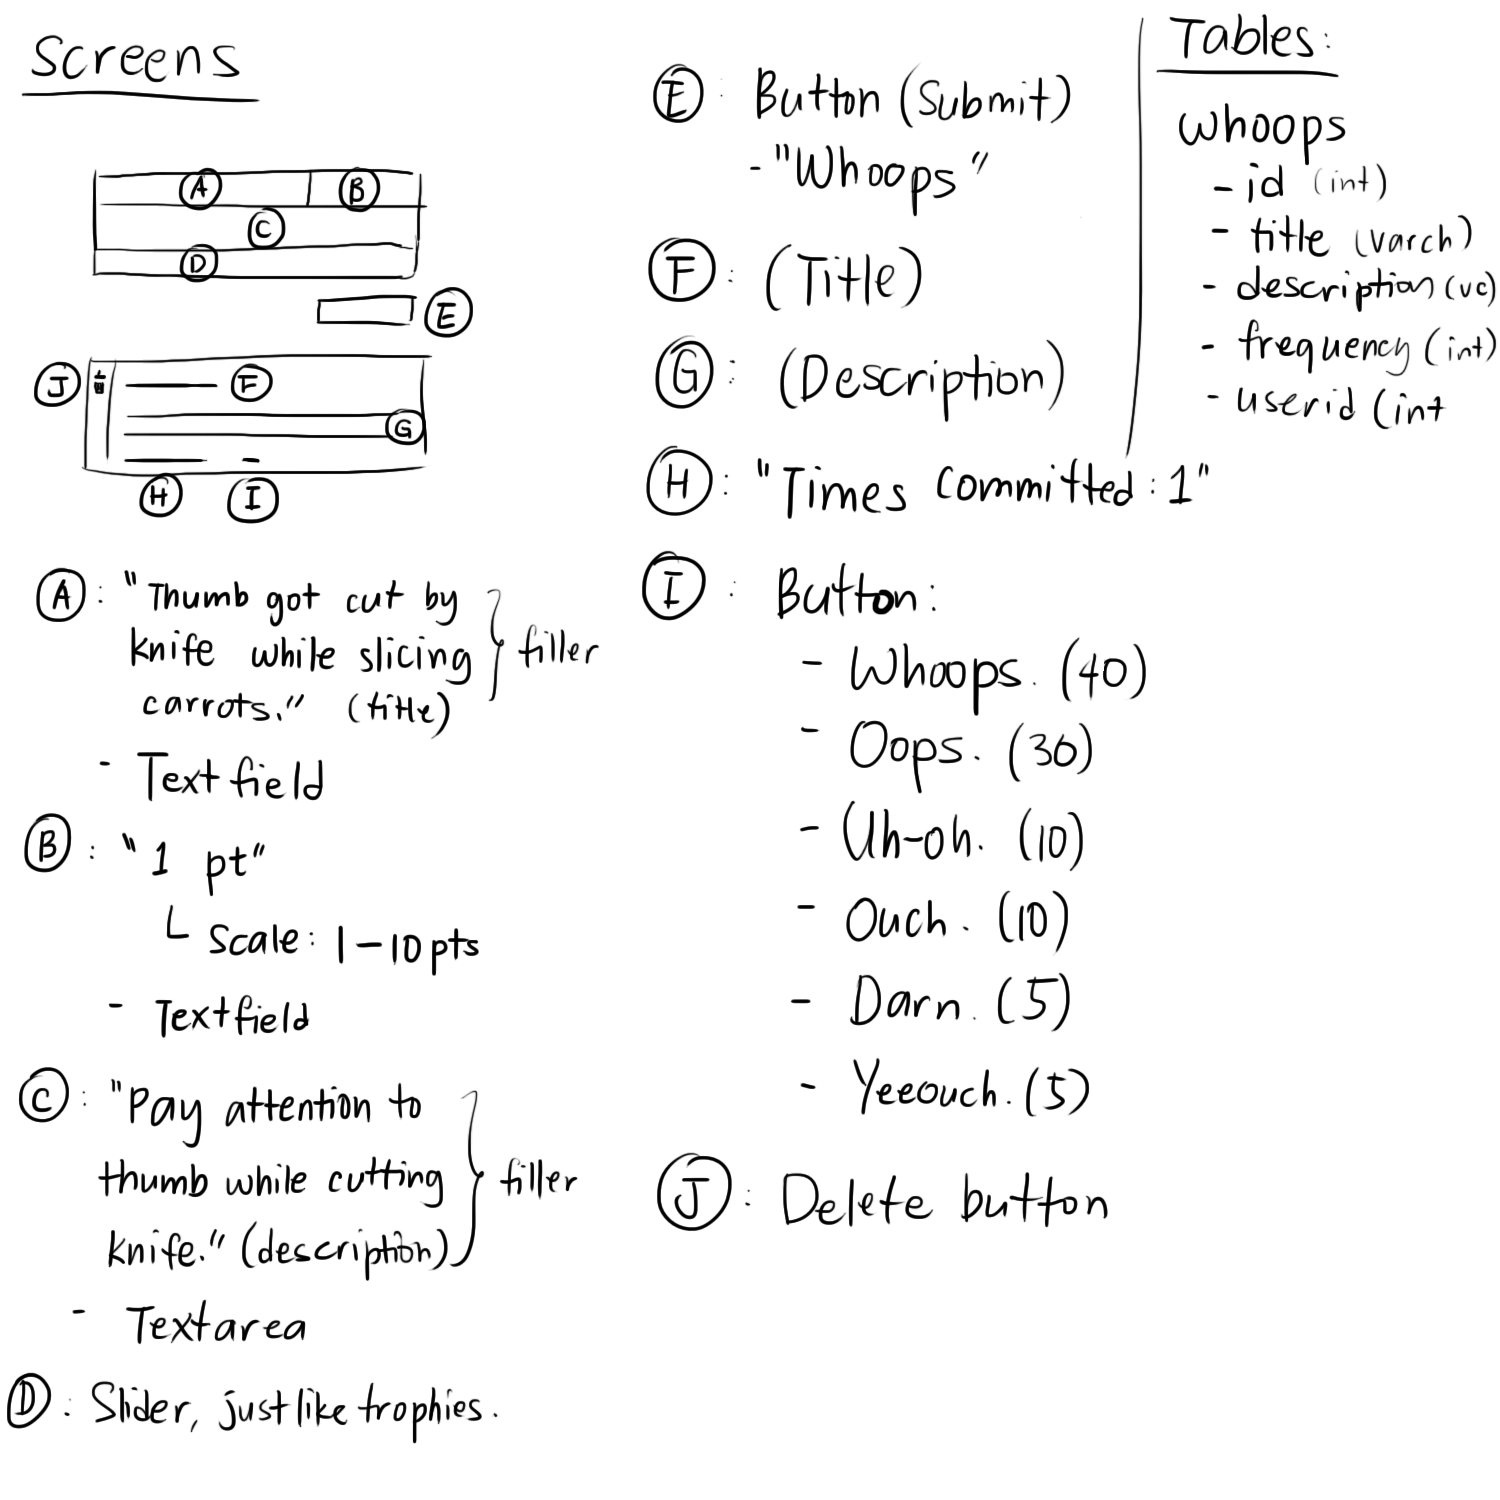 Screens
A
B
C
D
E
J
F
G
H
I
A: "Thumb got cut by
knife while slicing
carrots." (title)
} filler
- Textfield
B: "1 pt"
└ Scale: 1-10 pts
- Textfield
C: "Pay attention to
thumb while cutting
knife." (description)
} filler
- Textarea
D: Slider, just like trophies.
E: Button (Submit)
- "Whoops"
F: (Title)
G: (Description)
H: "Times Committed: 1"
I: Button:
- Whoops. (40)
- Oops. (30)
- Uh-oh. (10)
- Ouch. (10)
- Darn. (5)
- Yeeouch. (5)
J: Delete button
Tables:
whoops
- id (int)
- title (varch)
- description (vc)
- frequency (int)
- userid (int